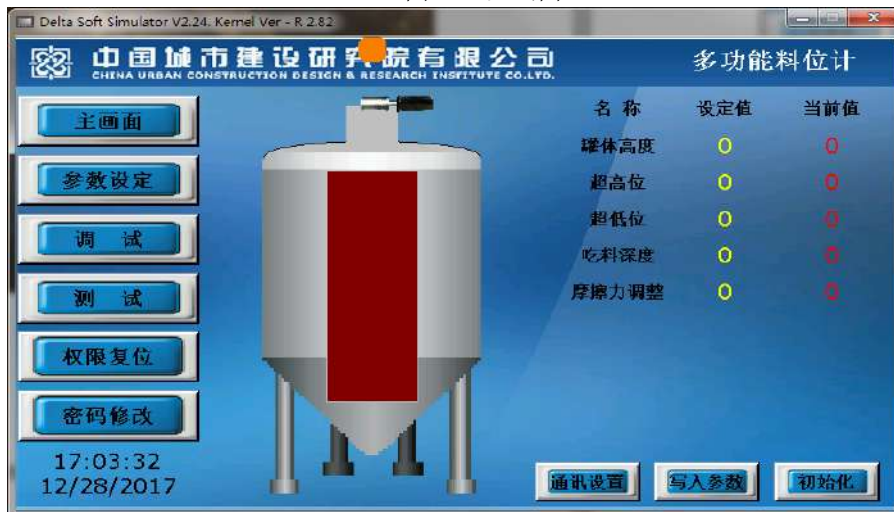 Delta Soft Simulator V2.24. Kernel Ver - R 2.82
中国城市建设研究院有限公司
CHINA URBAN CONSTRUCTION DESIGN & RESEARCH INSTITUTE CO.LTD.
多功能料位计
主画面
参数设定
调 试
测 试
权限复位
密码修改
17:03:32
12/28/2017
名 称 设定值 当前值
罐体高度 0 0
超高位 0 0
超低位 0 0
吃料深度 0 0
摩擦力调整 0 0
通讯设置 写入参数 初始化